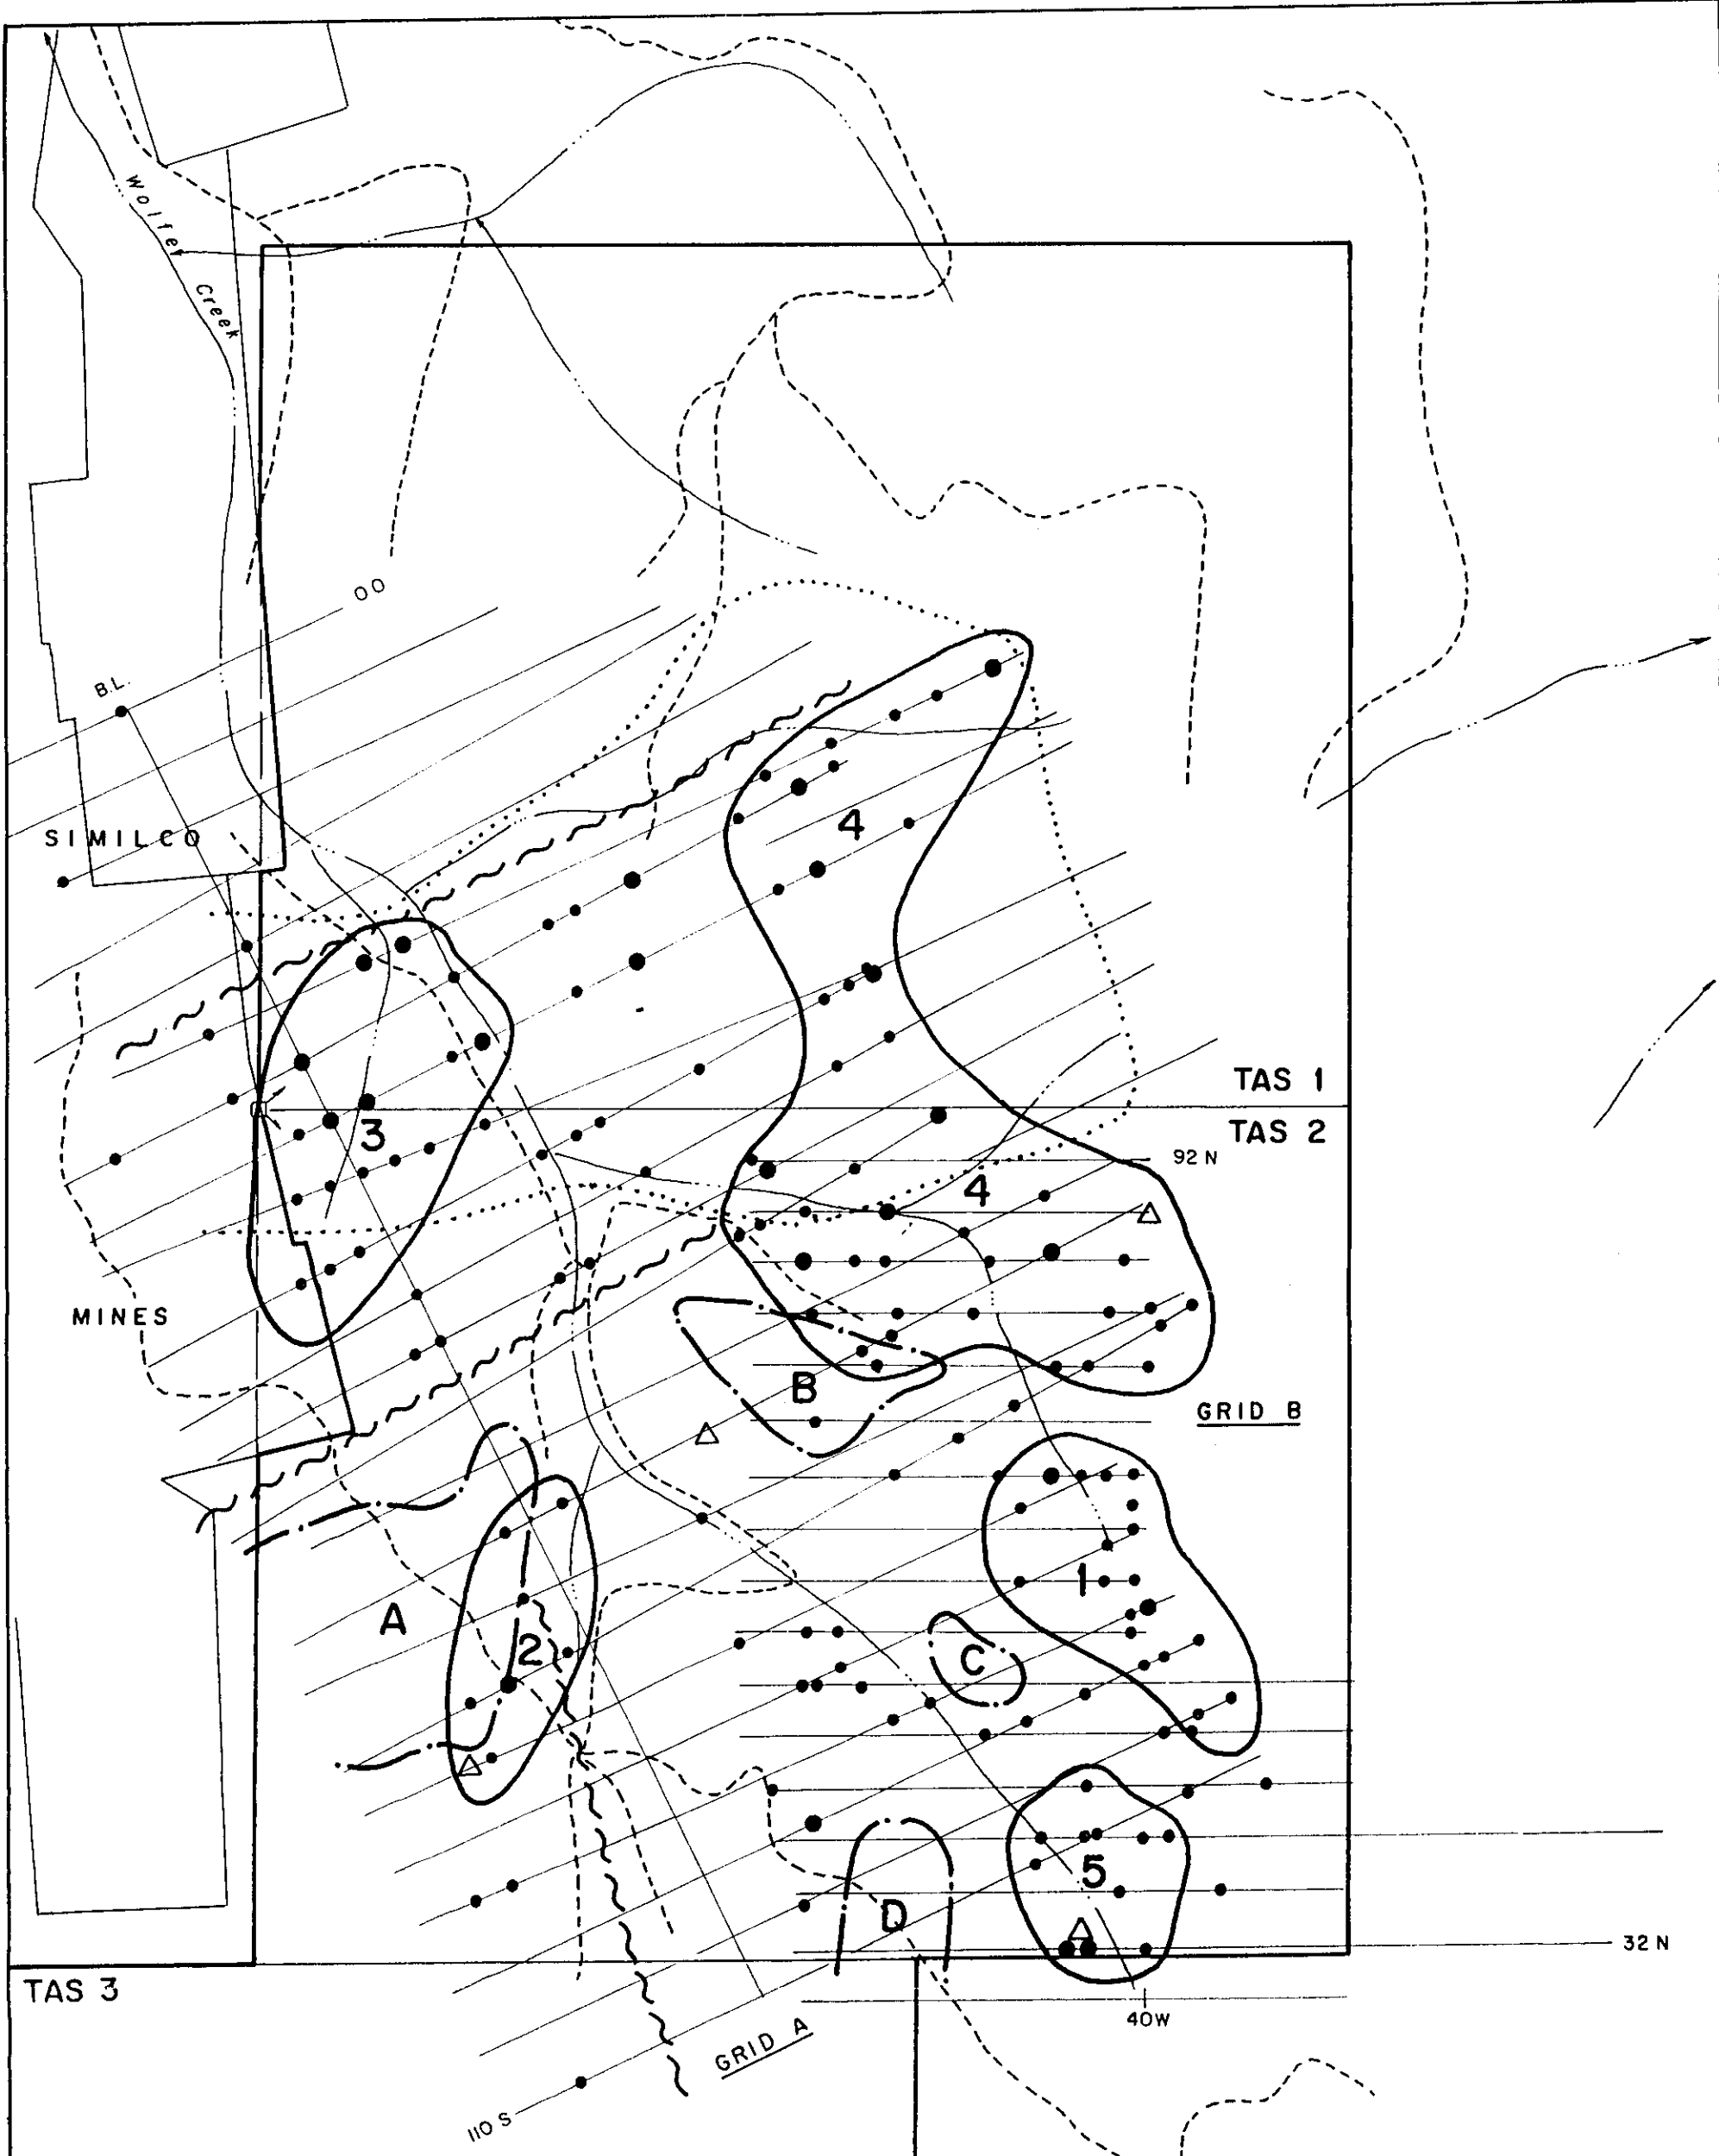 Wolfe
Creek
00
B.L.
SIMILCO
4
TAS 1
TAS 2
3
92 N
4
MINES
B
GRID B
1
A
2
C
5
D
32 N
TAS 3
40W
GRID A
110 S